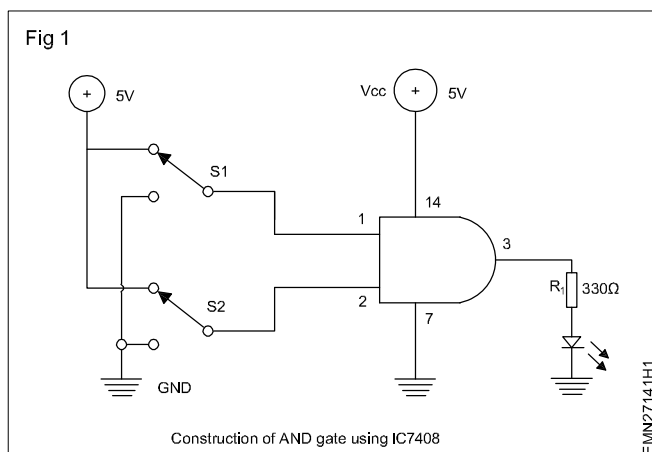 Fig 1
+ 5V
Vcc + 5V
S1
14
1
3
2
S2
R1 330Ω
7
GND
Construction of AND gate using IC7408
EMN27141H1